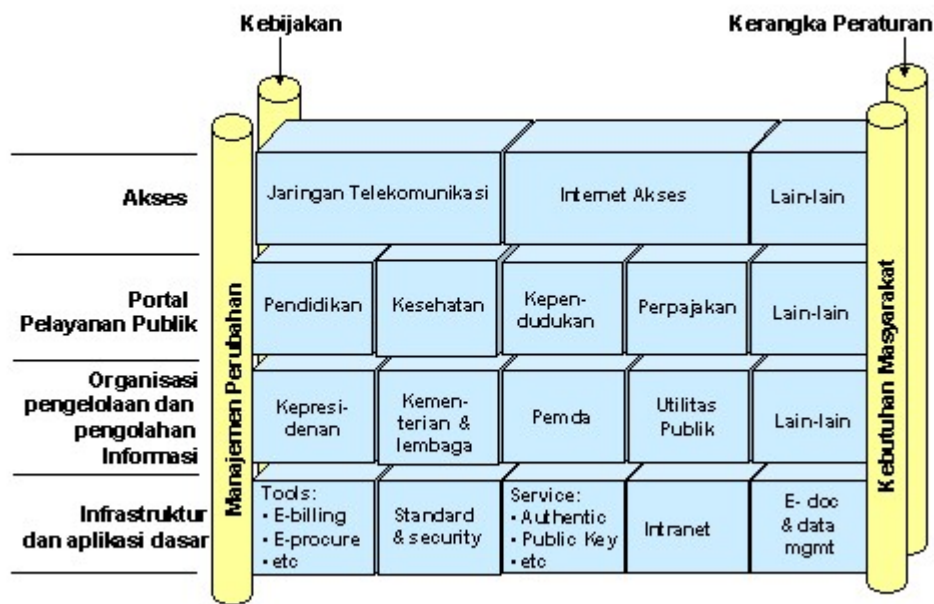 Kebijakan
Kerangka Peraturan
Manajemen Perubahan
Kebutuhan Masyarakat
Akses
Jaringan Telekomunikasi
Internet Akses
Lain-lain
Portal
Pelayanan Publik
Pendidikan
Kesehatan
Kepen-
dudukan
Perpajakan
Lain-lain
Organisasi
pengelolaan dan
pengolahan
Informasi
Kepresi-
denan
Kemen-
terian &
lembaga
Pemda
Utilitas
Publik
Lain-lain
Infrastruktur
dan aplikasi dasar
Tools:
• E-billing
• E-procure
• etc
Standard
& security
Service:
• Authentic
• Public Key
• etc
Intranet
E- doc
& data
mgmt